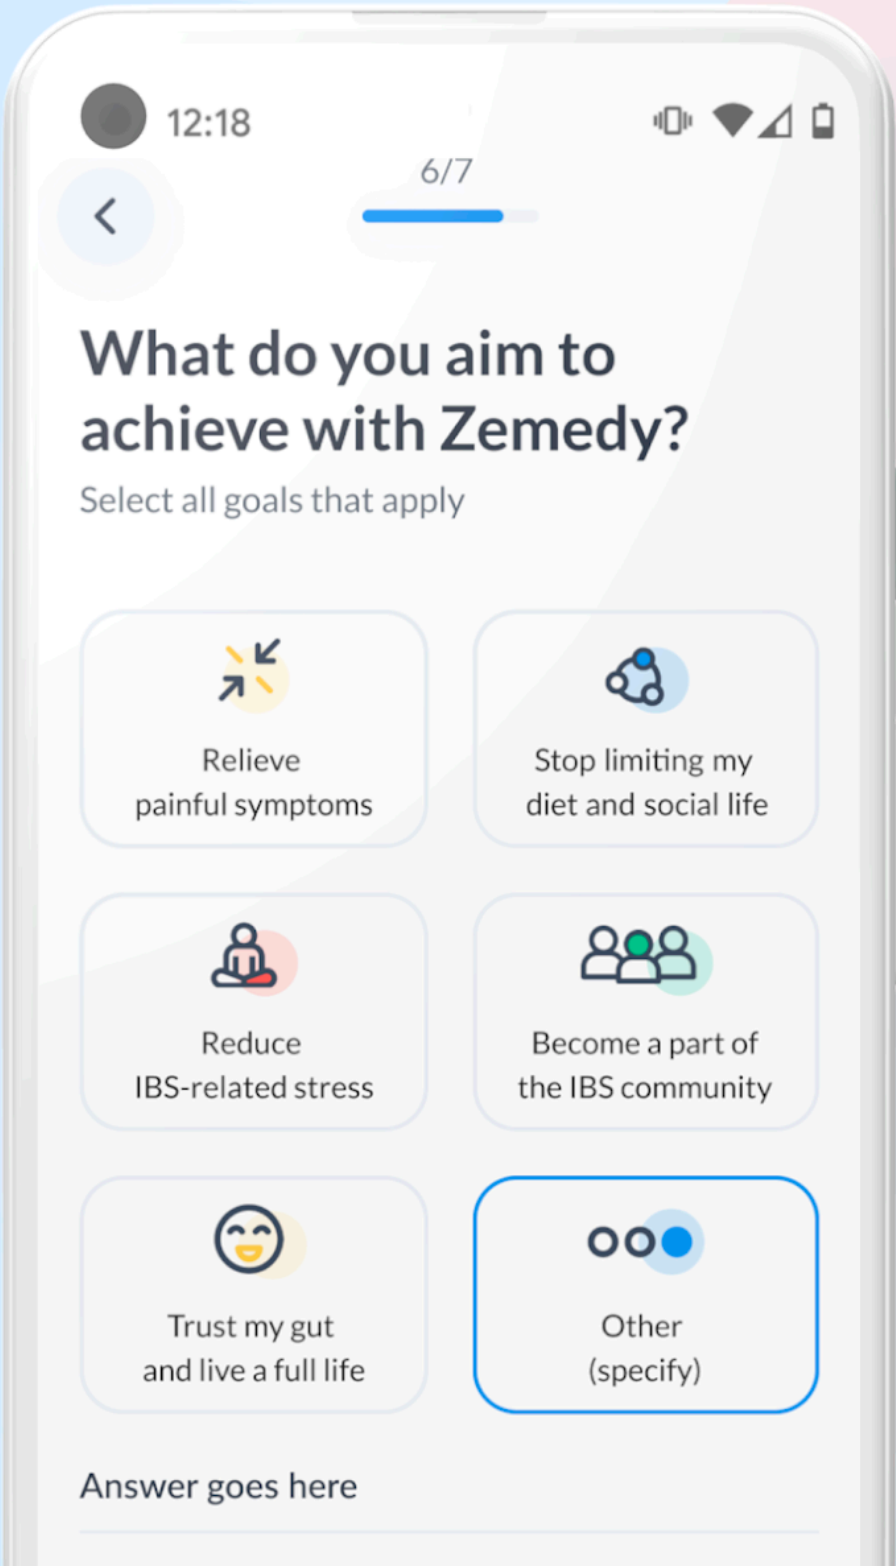 12:18
6/7
What do you aim to
achieve with Zemedy?
Select all goals that apply
Relieve
painful symptoms
Stop limiting my
diet and social life
Reduce
IBS-related stress
Become a part of
the IBS community
Trust my gut
and live a full life
Other
(specify)
Answer goes here